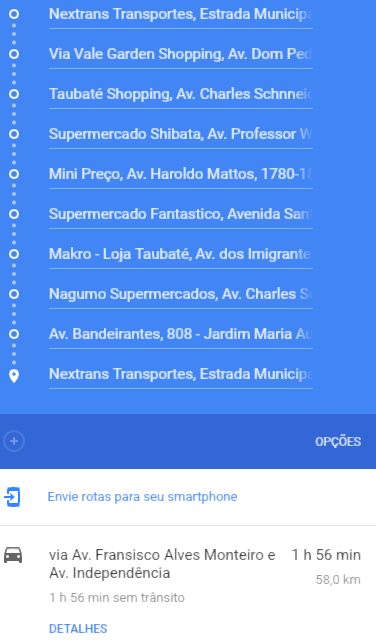 Nextrans Transportes, Estrada Municipa
Via Vale Garden Shopping, Av. Dom Ped
Taubaté Shopping, Av. Charles Schnneid
Supermercado Shibata, Av. Professor W
Mini Preço, Av. Haroldo Mattos, 1780-18
Supermercado Fantastico, Avenida Sant
Makro - Loja Taubaté, Av. dos Imigrante
Nagumo Supermercados, Av. Charles Sc
Av. Bandeirantes, 808 - Jardim Maria Au
Nextrans Transportes, Estrada Municipa
OPÇÕES
Envie rotas para seu smartphone
via Av. Fransisco Alves Monteiro e 1 h 56 min
Av. Independência 58,0 km
1 h 56 min sem trânsito
DETALHES